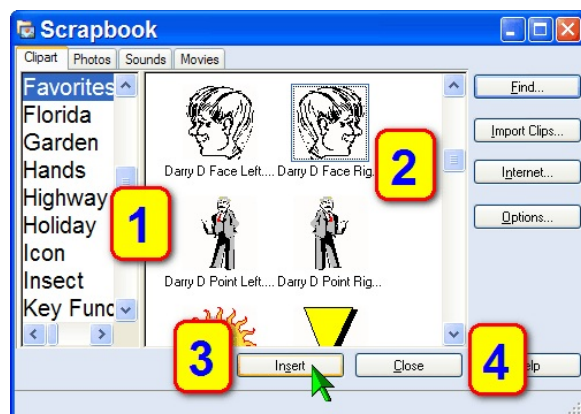 Scrapbook
Clipart Photos Sounds Movies
Favorites
Florida
Garden
Hands
Highway
Holiday
Icon
Insect
Key Func
1
Darry D Face Left.... Darry D Face Rig...
2
Darry D Point Left.... Darry D Point Rig...
Find...
Import Clips...
Internet...
Options...
3 Insert Close 4 elp